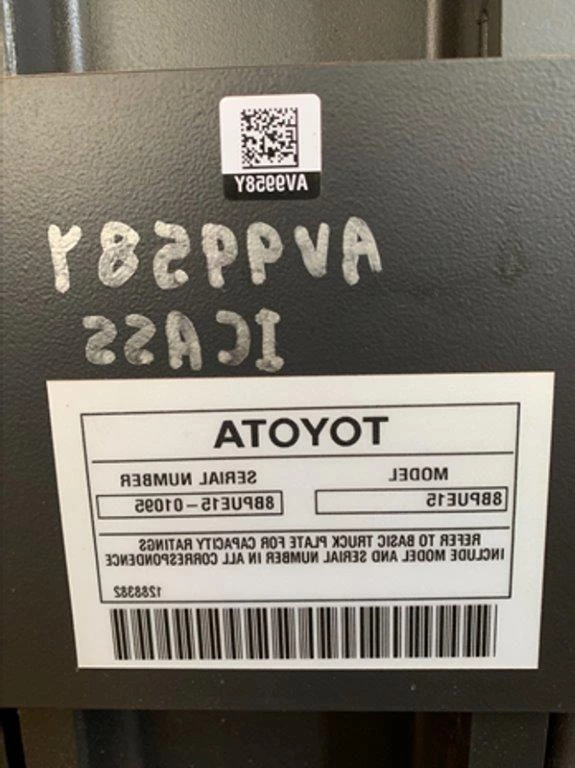 AV9958Y
AV9958Y
ICASS
TOYOTA
MODEL SERIAL NUMBER
8BPUE15 8BPUE15-01095
REFER TO BASIC TRUCK PLATE FOR CAPACITY RATINGS
INCLUDE MODEL AND SERIAL NUMBER IN ALL CORRESPONDENCE
1288382